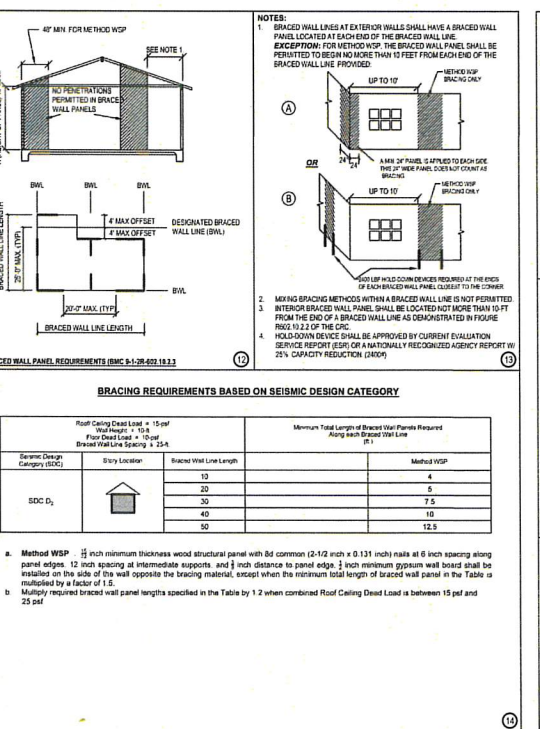 48" MIN. FOR METHOD WSP
SEE NOTE 1
NO PENETRATIONS
PERMITTED IN BRACED
WALL PANELS
BWL
BWL
BWL
4' MAX OFFSET
4' MAX OFFSET
DESIGNATED BRACED
WALL LINE (BWL)
BWL
BRACED WALL LINE LENGTH
25'-0" MAX. (TYP)
20'-0" MAX. (TYP)
BRACED WALL LINE LENGTH
CED WALL PANEL REQUIREMENTS (BMC 9-1-2R-602.10.2.3
12
NOTES:
1. BRACED WALL LINES AT EXTERIOR WALLS SHALL HAVE A BRACED WALL
PANEL LOCATED AT EACH END OF THE BRACED WALL LINE.
EXCEPTION: FOR METHOD WSP, THE BRACED WALL PANEL SHALL BE
PERMITTED TO BEGIN NO MORE THAN 10 FEET FROM EACH END OF THE
BRACED WALL LINE PROVIDED:
UP TO 10'
METHOD WSP
BRACING ONLY
A
24"
24"
A MIN. 24" PANEL IS APPLIED TO EACH SIDE.
THIS 24" WIDE PANEL DOES NOT COUNT AS
BRACING
OR
UP TO 10'
METHOD WSP
BRACING ONLY
B
LBF HOLD-DOWN DEVICES REQUIRED AT THE ENDS
OF EACH BRACED WALL PANEL CLOSEST TO THE CORNER
2. MIXING BRACING METHODS WITHIN A BRACED WALL LINE IS NOT PERMITTED.
3. INTERIOR BRACED WALL PANEL SHALL BE LOCATED NOT MORE THAN 10-FT
FROM THE END OF A BRACED WALL LINE AS DEMONSTRATED IN FIGURE
R602.10.2.2 OF THE CRC.
4. HOLD-DOWN DEVICE SHALL BE APPROVED BY CURRENT EVALUATION
SERVICE REPORT (ESR) OR A NATIONALLY RECOGNIZED AGENCY REPORT W/
25% CAPACITY REDUCTION. (2400#)
13
BRACING REQUIREMENTS BASED ON SEISMIC DESIGN CATEGORY
Roof Ceiling Dead Load = 15-psf
Wall Height = 10-ft
Floor Dead Load = 10-psf
Braced Wall Line Spacing ≤ 25-ft
Minimum Total Length of Braced Wall Panels Required
Along each Braced Wall Line
(ft)
Seismic Design
Category (SDC)
Story Location
Braced Wall Line Length
Method WSP
SDC D2
10 4
20 5
30 7.5
40 10
50 12.5
a. Method WSP : inch minimum thickness wood structural panel with 8d common (2-1/2 inch x 0.131 inch) nails at 6 inch spacing along
panel edges. 12 inch spacing at intermediate supports. and inch distance to panel edge. inch minimum gypsum wall board shall be
installed on the side of the wall opposite the bracing material, except when the minimum total length of braced wall panel in the Table is
multiplied by a factor of 1.5.
b. Multiply required braced wall panel lengths specified in the Table by 1.2 when combined Roof Ceiling Dead Load is between 15 psf and
25 psf
14